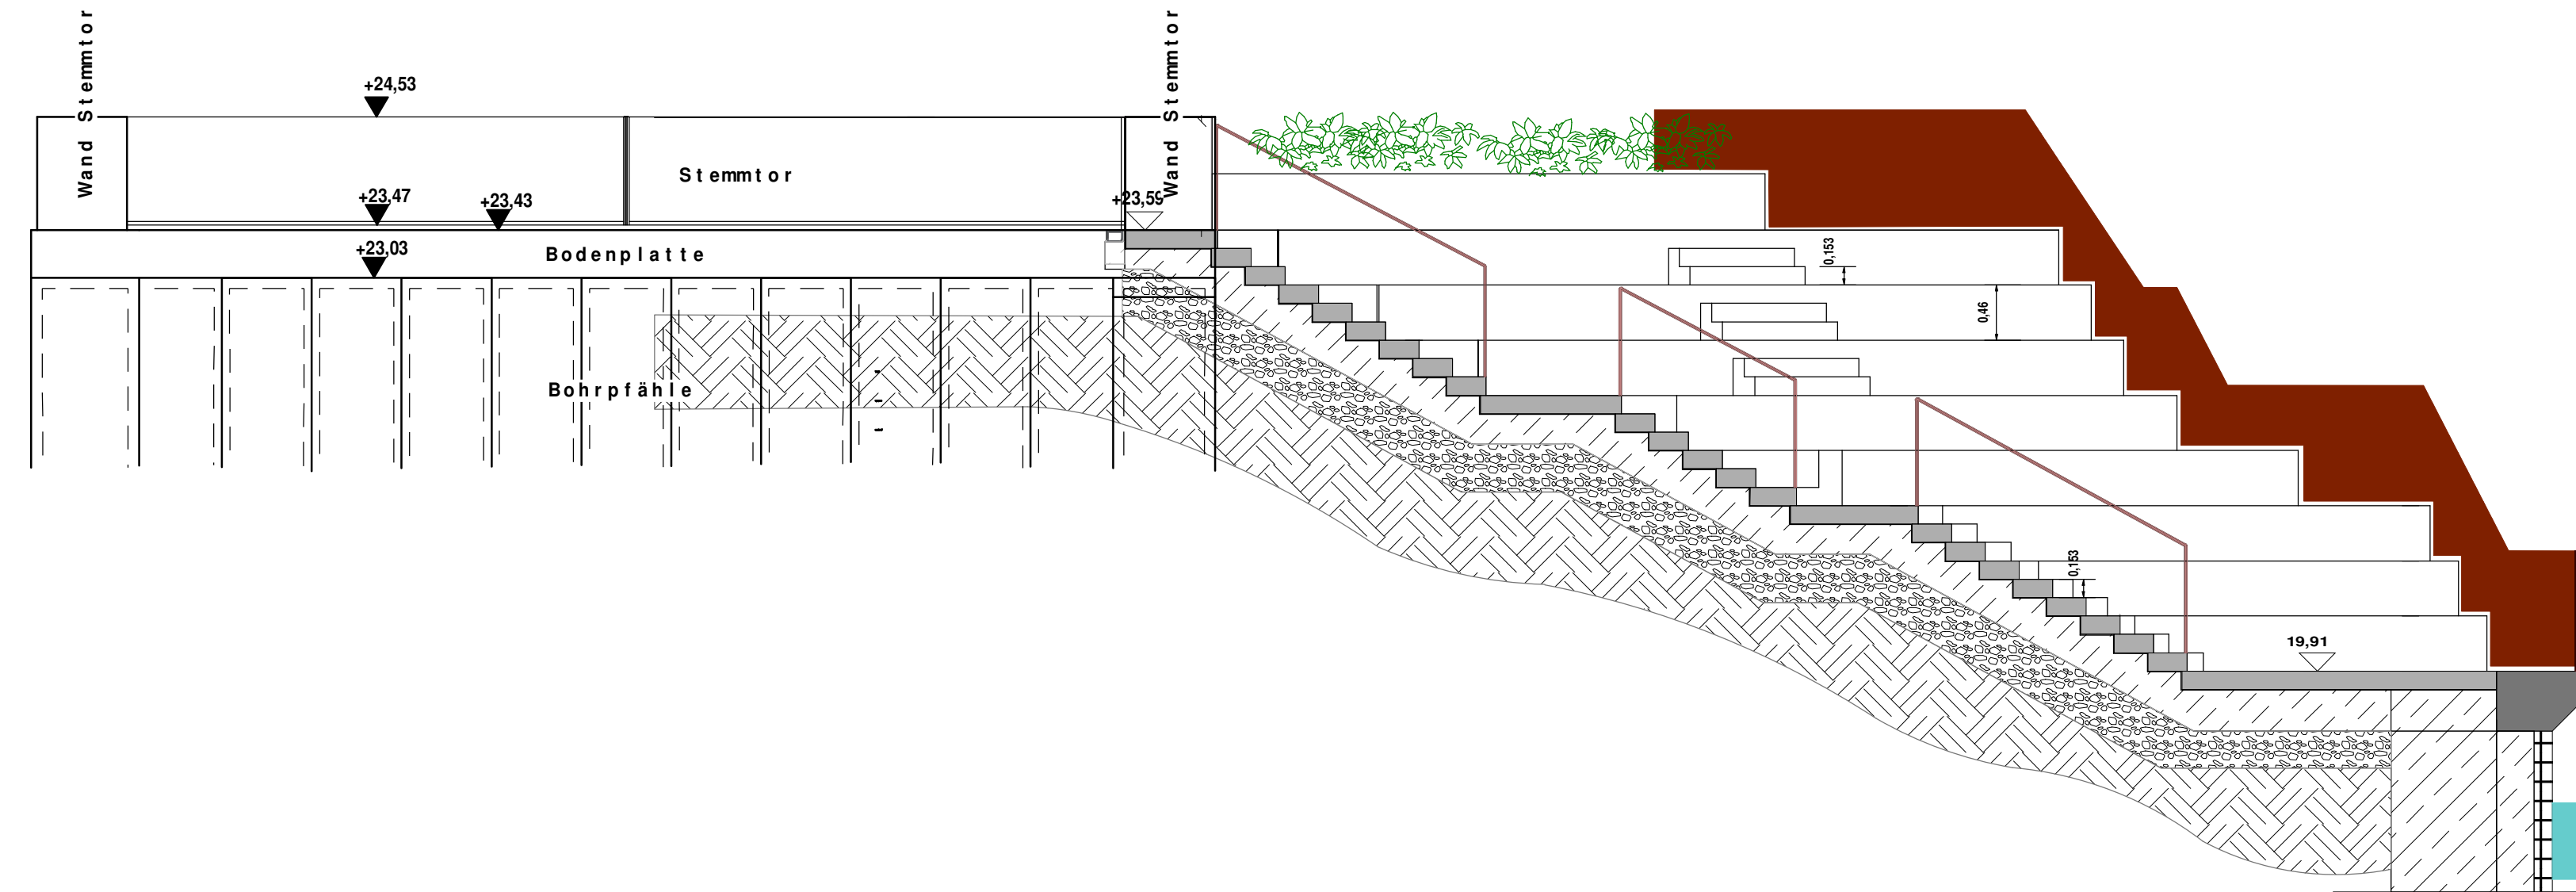 Wand Stemmtor
Wand Stemmtor
+24,53
Stemmtor
+23,47
+23,43
+23,59
+23,03
Bodenplatte
0,153
0,46
Bohrpfähle
0,153
19,91